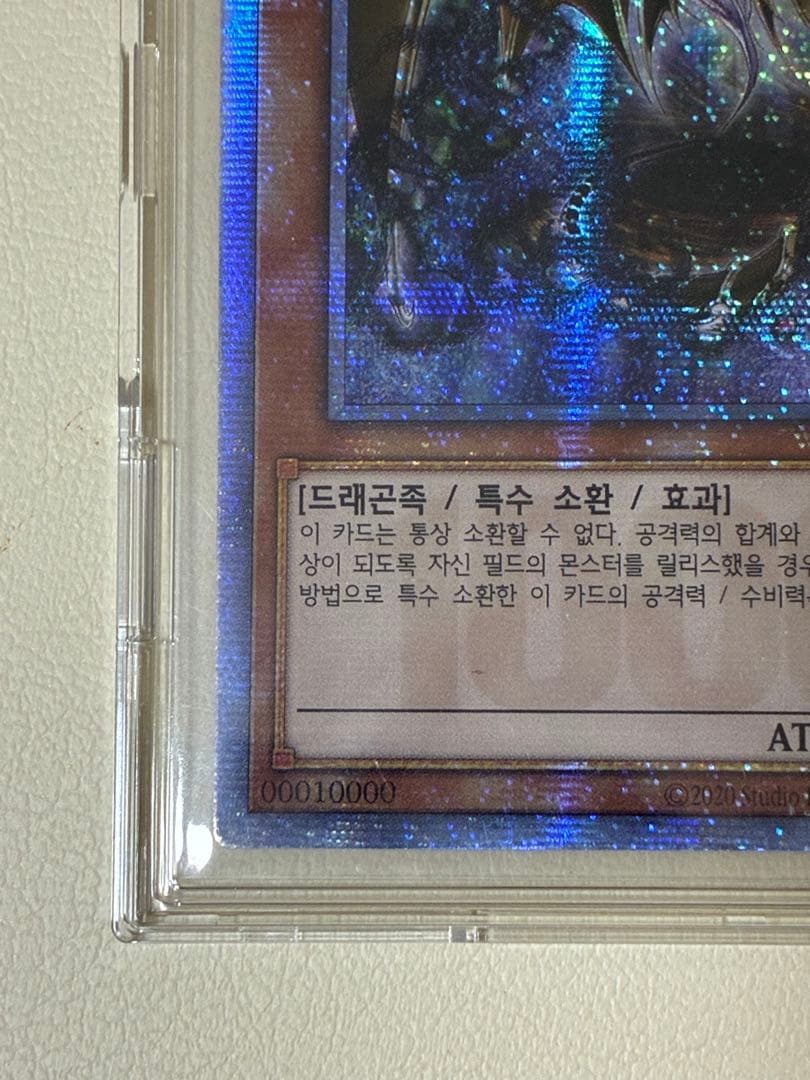 [드래곤족 / 특수 소환 / 효과]
이 카드는 통상 소환할 수 없다. 공격력의 합계와
상이 되도록 자신 필드의 몬스터를 릴리스했을 경우
방법으로 특수 소환한 이 카드의 공격력 / 수비력
AT
00010000
©2020 Studio